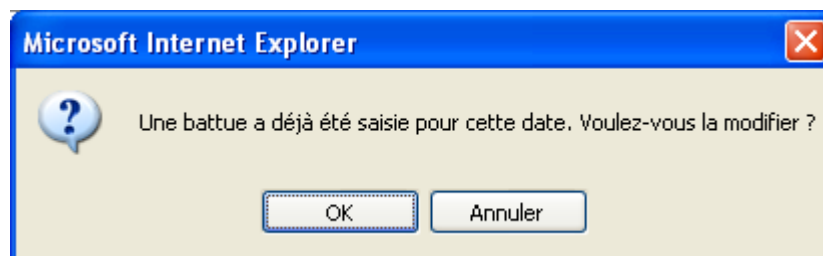 Microsoft Internet Explorer
Une battue a déjà été saisie pour cette date. Voulez-vous la modifier ?
OK
Annuler